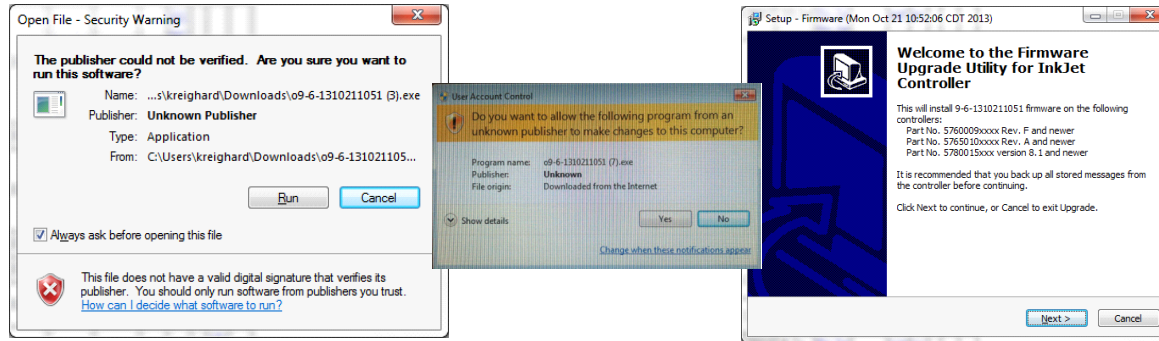 Open File - Security Warning
The publisher could not be verified. Are you sure you want to
run this software?
Name: ...s\kreighard\Downloads\o9-6-1310211051 (3).exe
Publisher: Unknown Publisher
Type: Application
From: C:\Users\kreighard\Downloads\o9-6-131021105...
Run
Cancel
Always ask before opening this file
This file does not have a valid digital signature that verifies its
publisher. You should only run software from publishers you trust.
How can I decide what software to run?
User Account Control
Do you want to allow the following program from an
unknown publisher to make changes to this computer?
Program name: o9-6-1310211051 (7).exe
Publisher: Unknown
File origin: Downloaded from the Internet
Show details
Yes
No
Change when these notifications appear
Setup - Firmware (Mon Oct 21 10:52:06 CDT 2013)
Welcome to the Firmware
Upgrade Utility for InkJet
Controller
This will install 9-6-1310211051 firmware on the following
controllers:
Part No. 5760009xxxx Rev. F and newer
Part No. 5765010xxxx Rev. A and newer
Part No. 5780015xxx version 8.1 and newer
It is recommended that you back up all stored messages from
the controller before continuing.
Click Next to continue, or Cancel to exit Upgrade.
Next >
Cancel